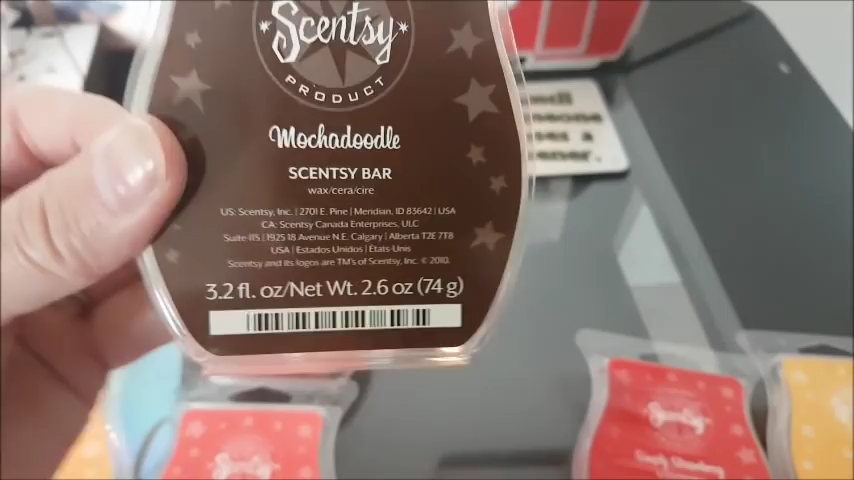 Scentsy
PRODUCT
Mochadoodle
SCENTSY BAR
wax/cera/cire
US: Scentsy, Inc. | 2701 E. Pine | Meridian, ID 83642 | USA
CA: Scentsy Canada Enterprises, ULC
Suite 115 | 1925 18 Avenue N.E. Calgary | Alberta T2E 7T8
USA | Estados Unidos | États-Unis
Scentsy and its logos are TM's of Scentsy, Inc. © 2010.
3.2 fl. oz/Net Wt. 2.6 oz (74 g)
Scentsy
Scentsy